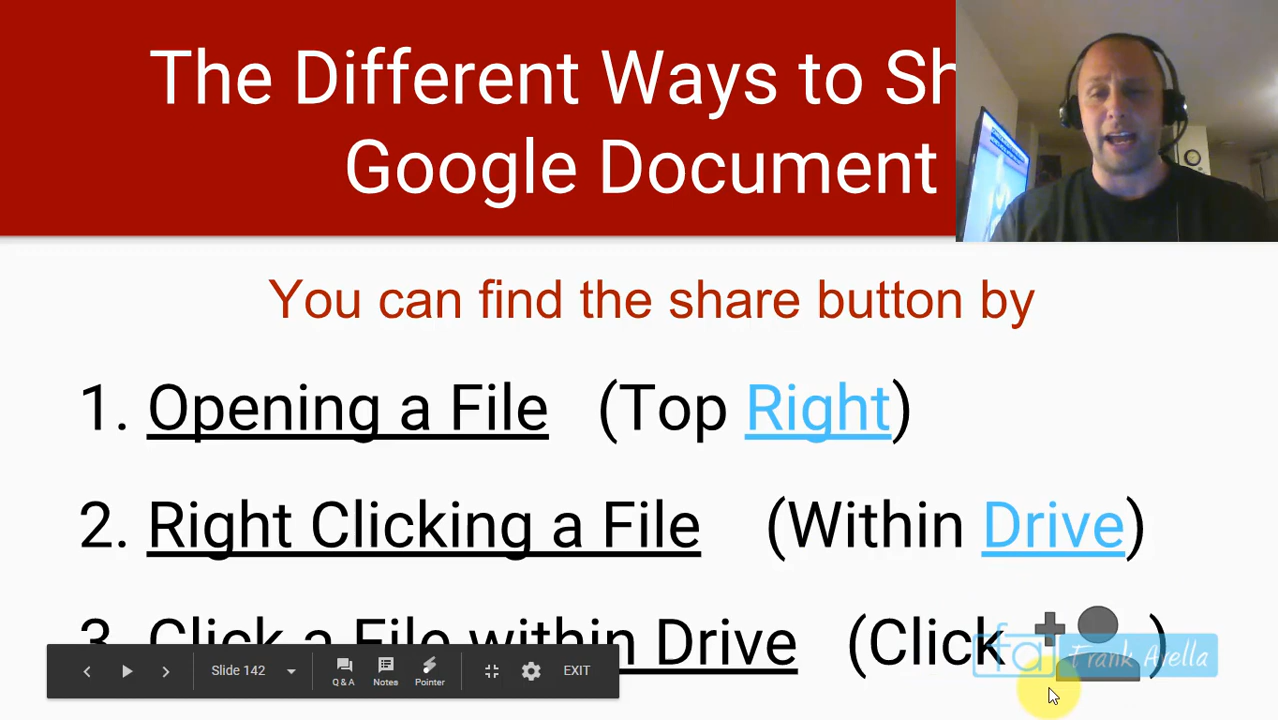 The Different Ways to Sh
Google Document
You can find the share button by
1. Opening a File (Top Right)
2. Right Clicking a File (Within Drive)
3. Click a File within Drive (Click )
fa Frank Avella
Slide 142
Q & A
Notes
Pointer
EXIT